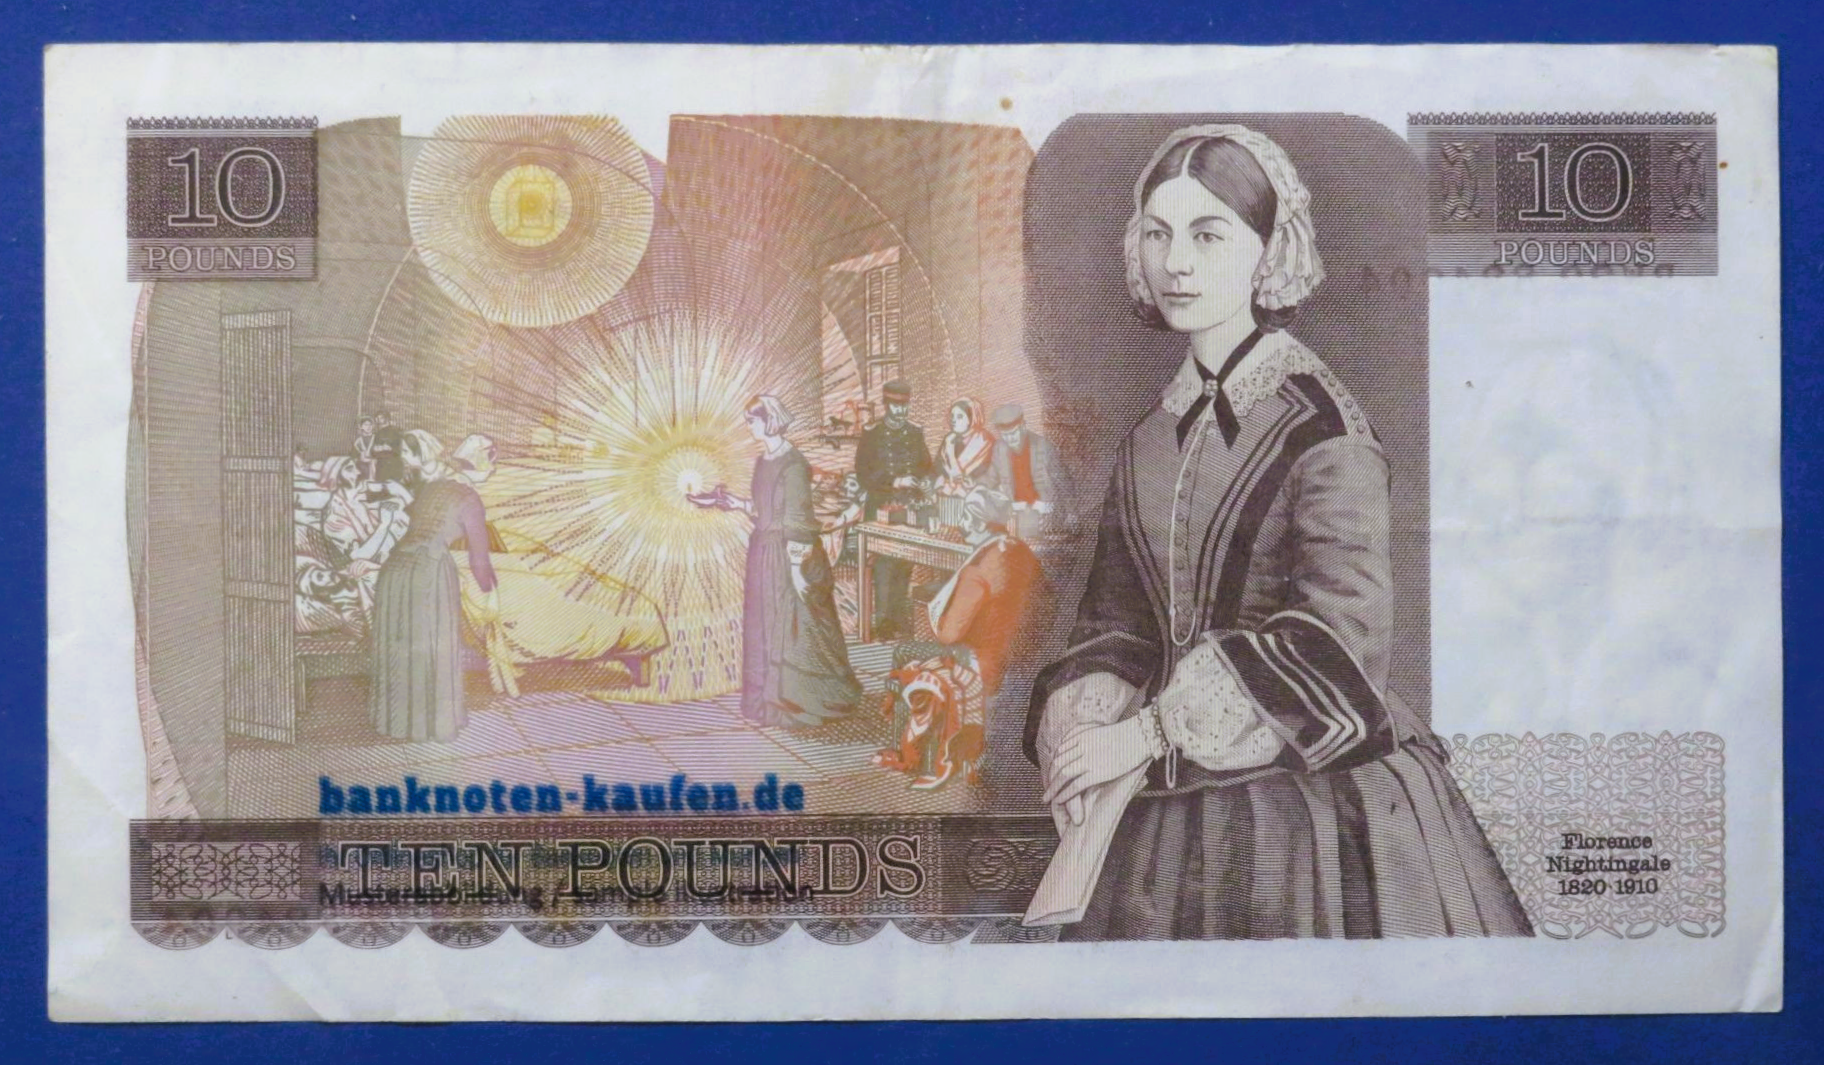 10
POUNDS
10
POUNDS
banknoten-kaufen.de
TEN POUNDS
Musterabbildung / sample illustration
Florence
Nightingale
1820 1910